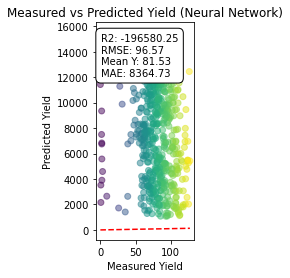 Measured vs Predicted Yield (Neural Network)
16000
14000
12000
10000
8000
6000
4000
2000
0
Predicted Yield
R2: -196580.25
RMSE: 96.57
Mean Y: 81.53
MAE: 8364.73
0
50
100
Measured Yield